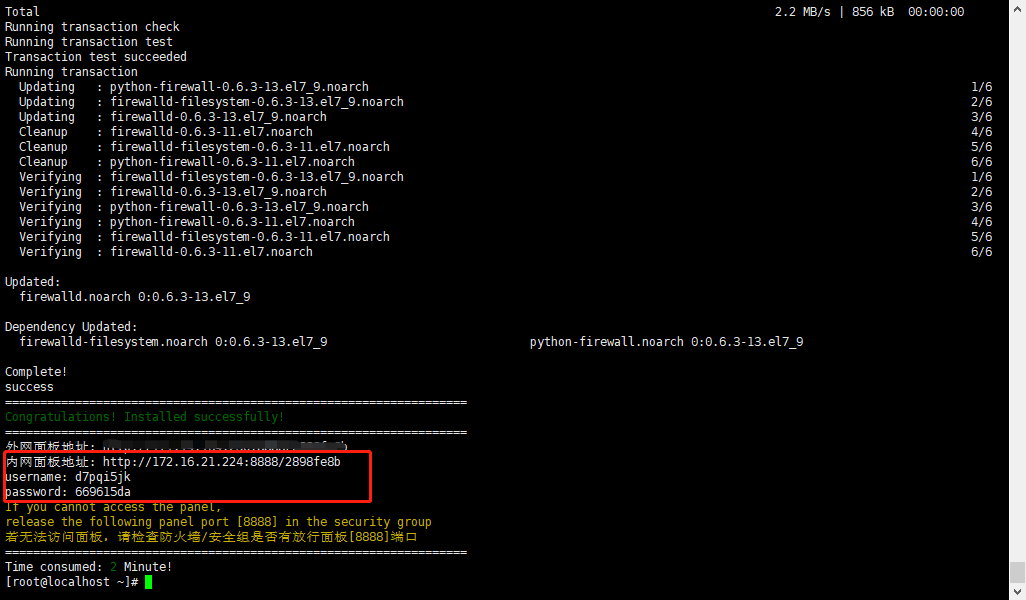 Total 2.2 MB/s | 856 kB 00:00:00
Running transaction check
Running transaction test
Transaction test succeeded
Running transaction
Updating : python-firewall-0.6.3-13.el7_9.noarch 1/6
Updating : firewalld-filesystem-0.6.3-13.el7_9.noarch 2/6
Updating : firewalld-0.6.3-13.el7_9.noarch 3/6
Cleanup : firewalld-0.6.3-11.el7.noarch 4/6
Cleanup : firewalld-filesystem-0.6.3-11.el7.noarch 5/6
Cleanup : python-firewall-0.6.3-11.el7.noarch 6/6
Verifying : firewalld-filesystem-0.6.3-13.el7_9.noarch 1/6
Verifying : firewalld-0.6.3-13.el7_9.noarch 2/6
Verifying : python-firewall-0.6.3-13.el7_9.noarch 3/6
Verifying : python-firewall-0.6.3-11.el7.noarch 4/6
Verifying : firewalld-filesystem-0.6.3-11.el7.noarch 5/6
Verifying : firewalld-0.6.3-11.el7.noarch 6/6
Updated:
firewalld.noarch 0:0.6.3-13.el7_9
Dependency Updated:
firewalld-filesystem.noarch 0:0.6.3-13.el7_9 python-firewall.noarch 0:0.6.3-13.el7_9
Complete!
success
==================================================================
Congratulations! Installed successfully!
==================================================================
外网面板地址:
内网面板地址: http://172.16.21.224:8888/2898fe8b
username: d7pqi5jk
password: 669615da
If you cannot access the panel,
release the following panel port [8888] in the security group
若无法访问面板，请检查防火墙/安全组是否有放行面板[8888]端口
==================================================================
Time consumed: 2 Minute!
[root@localhost ~]#